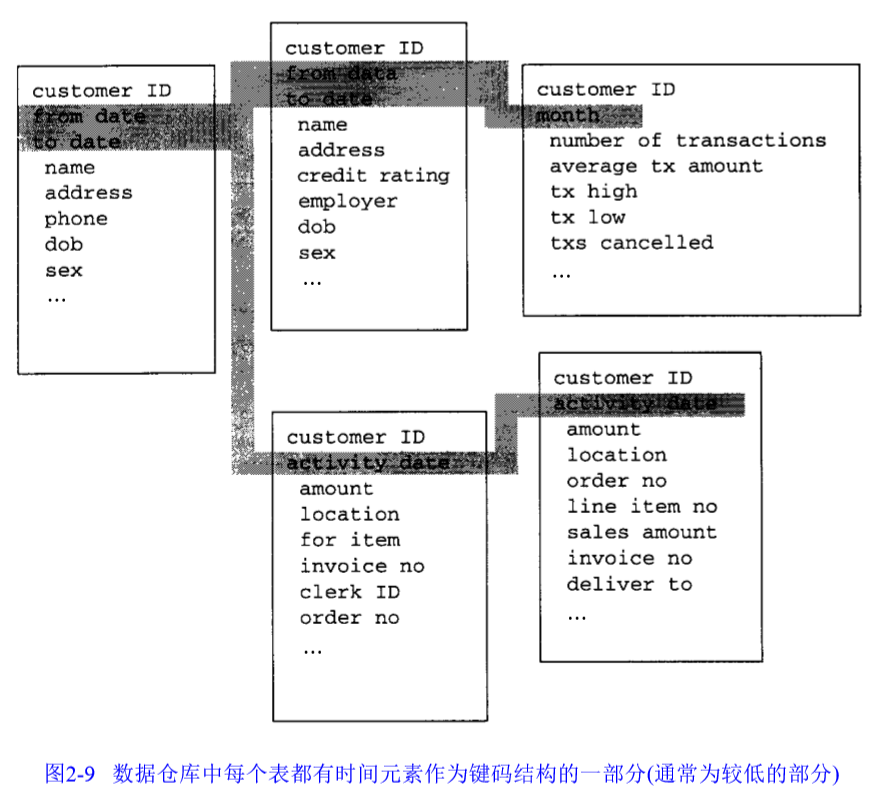 customer ID
from date
to date
name
address
phone
dob
sex
...
customer ID
from data
to date
name
address
credit rating
employer
dob
sex
...
customer ID
month
number of transactions
average tx amount
tx high
tx low
txs cancelled
...
customer ID
activity date
amount
location
for item
invoice no
clerk ID
order no
...
customer ID
activity date
amount
location
order no
line item no
sales amount
invoice no
deliver to
...
图2-9 数据仓库中每个表都有时间元素作为键码结构的一部分(通常为较低的部分)